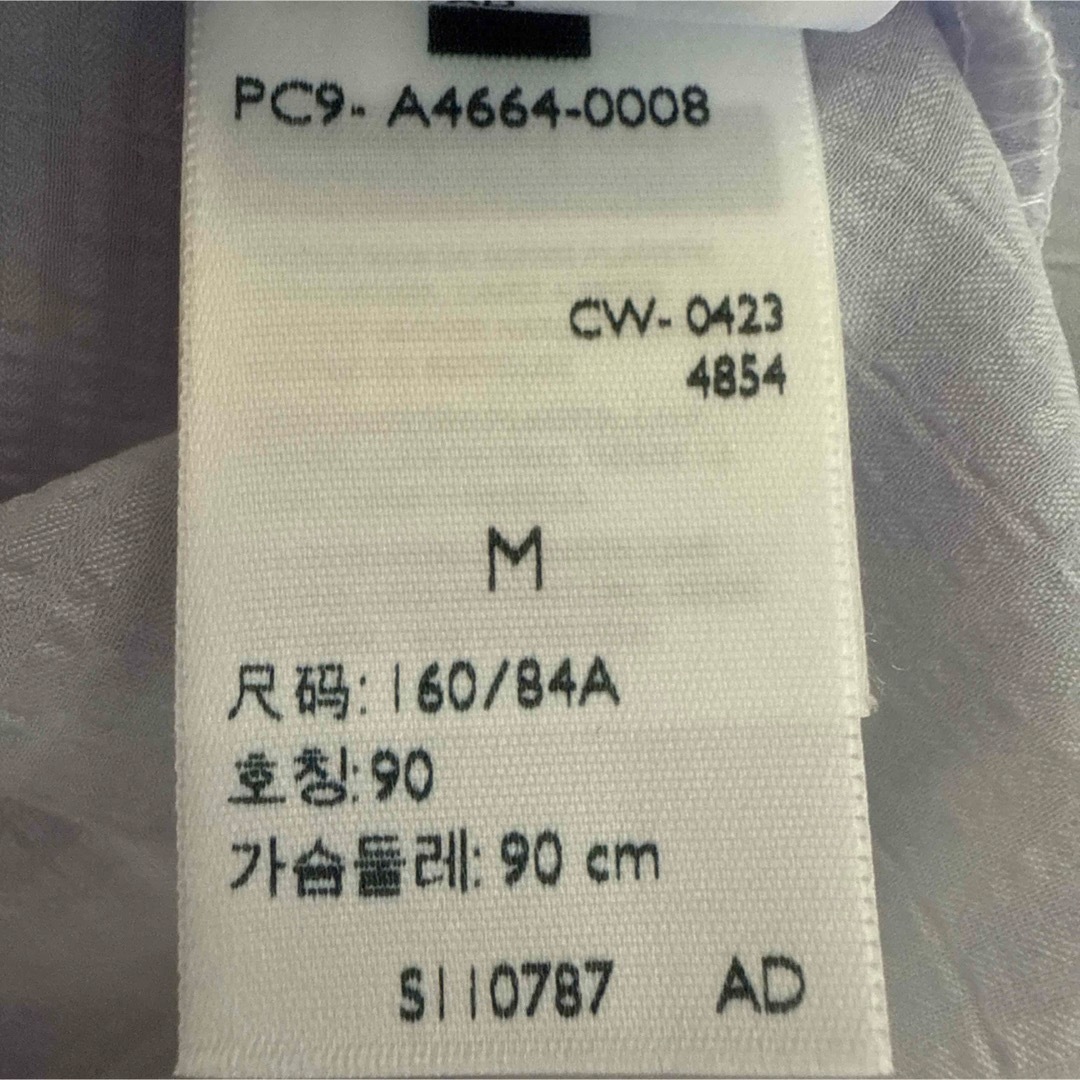 PC9- A4664-0008
CW- 0423
4854
M
尺码: 160/84A
호칭: 90
가슴둘레: 90 cm
S110787 AD